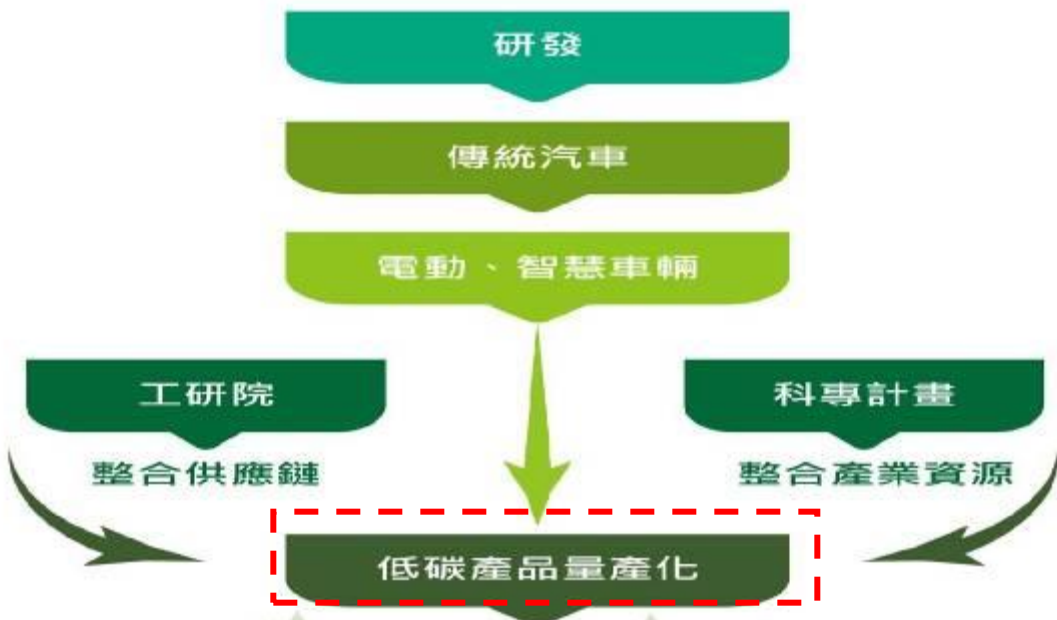 研發
傳統汽車
電動、智慧車輛
工研院
科專計畫
整合供應鏈
整合產業資源
低碳產品量產化